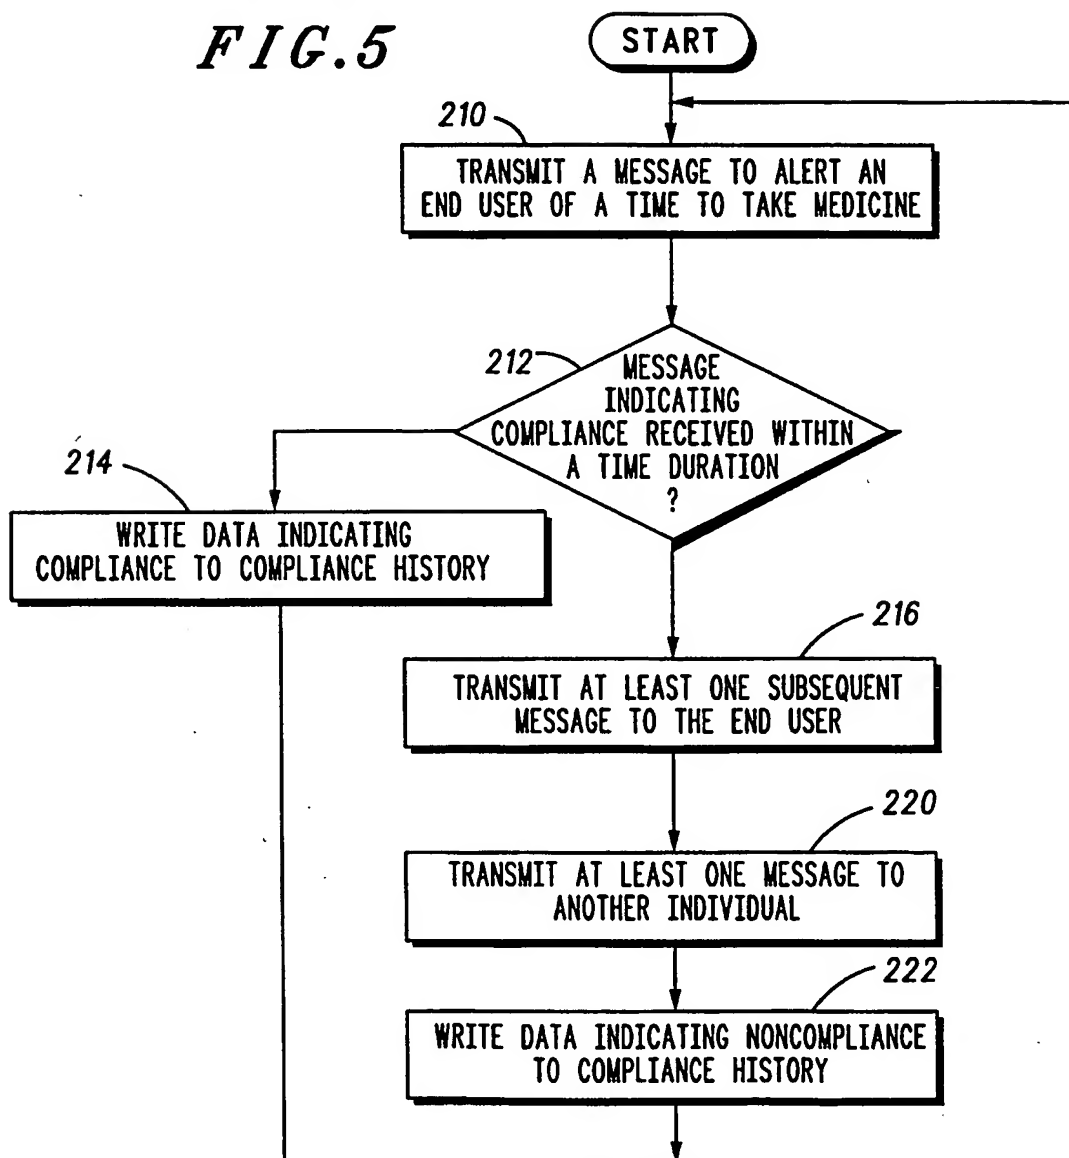 FIG.5
START
210
TRANSMIT A MESSAGE TO ALERT AN
END USER OF A TIME TO TAKE MEDICINE
212
MESSAGE
INDICATING
COMPLIANCE RECEIVED WITHIN
A TIME DURATION
?
214
WRITE DATA INDICATING
COMPLIANCE TO COMPLIANCE HISTORY
216
TRANSMIT AT LEAST ONE SUBSEQUENT
MESSAGE TO THE END USER
220
TRANSMIT AT LEAST ONE MESSAGE TO
ANOTHER INDIVIDUAL
222
WRITE DATA INDICATING NONCOMPLIANCE
TO COMPLIANCE HISTORY